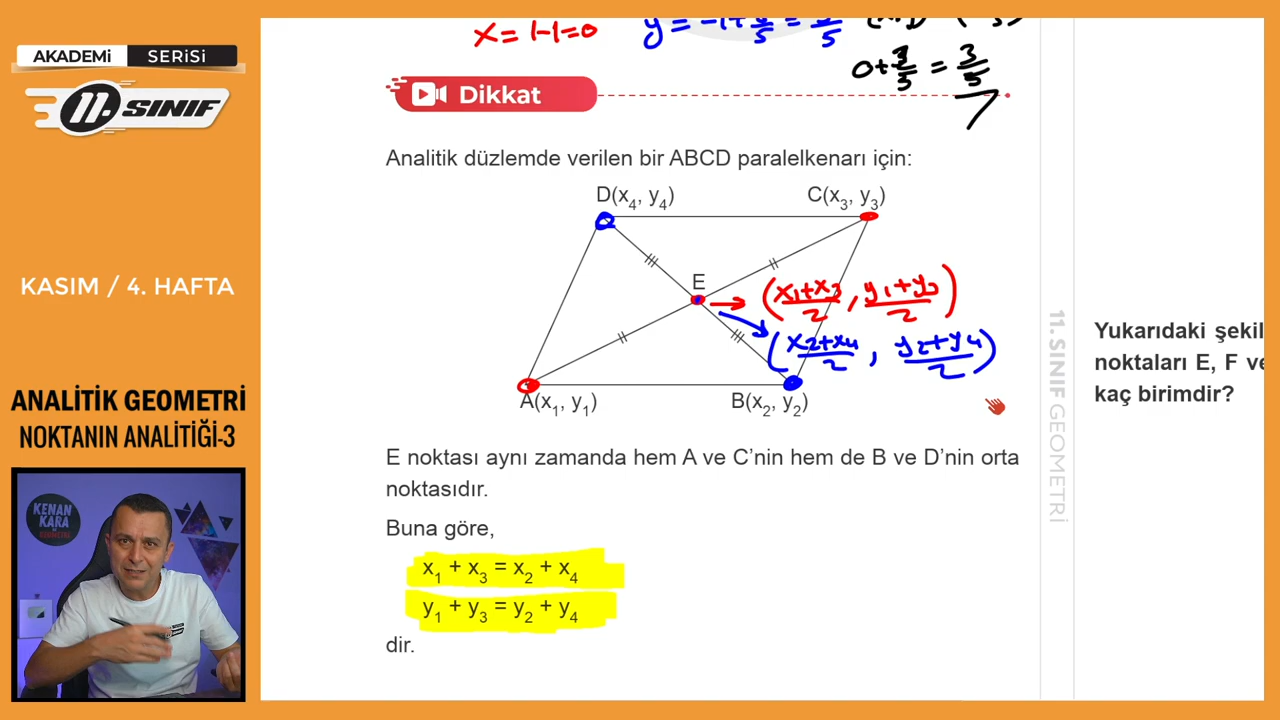 AKADEMi SERiSi
11. SINIF
KASIM / 4. HAFTA
ANALİTİK GEOMETRİ
NOKTANIN ANALİTİĞİ-3
KENAN
KARA
x = 1-1=0
0+3/5 = 3/5
Dikkat
Analitik düzlemde verilen bir ABCD paralelkenarı için:
D(x₄, y₄)
C(x₃, y₃)
E
(x₁+x₃/2, y₁+y₃/2)
(x₂+x₄/2, y₂+y₄/2)
A(x₁, y₁)
B(x₂, y₂)
E noktası aynı zamanda hem A ve C’nin hem de B ve D’nin orta
noktasıdır.
Buna göre,
x₁ + x₃ = x₂ + x₄
y₁ + y₃ = y₂ + y₄
dir.
11. SINIF GEOMETRİ
Yukarıdaki şekil
noktaları E, F ve
kaç birimdir?